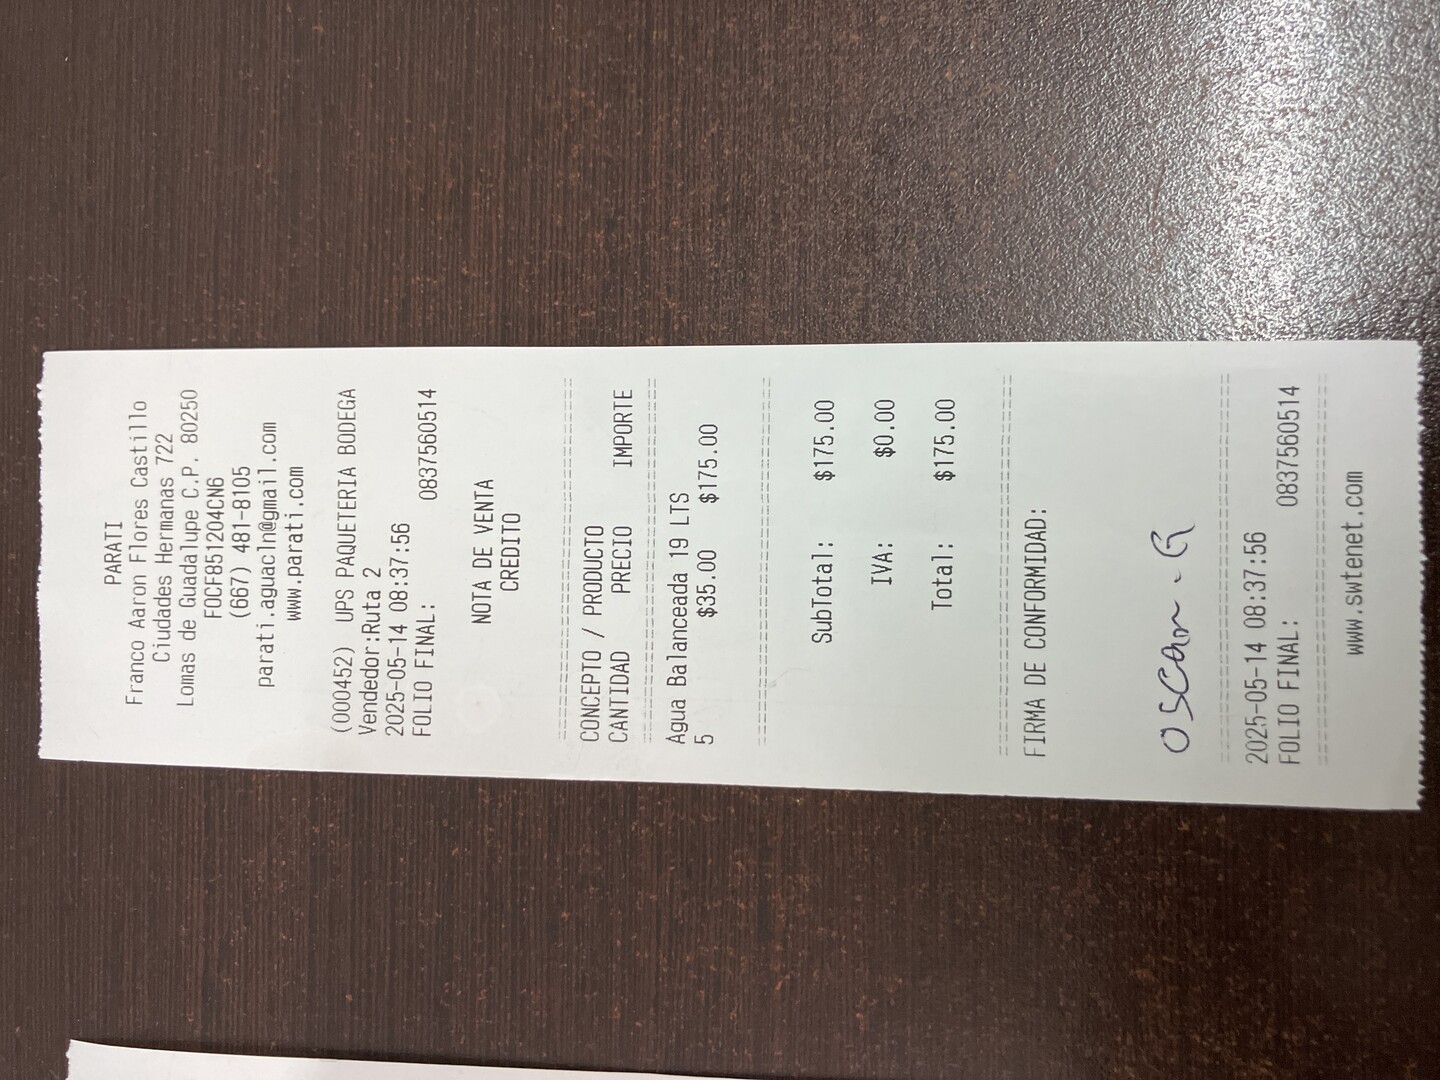 PARATI
Franco Aaron Flores Castillo
Ciudades Hermanas 722
Lomas de Guadalupe C.P. 80250
FOCF851204CN6
(667) 481-8105
parati.aguacln@gmail.com
www.parati.com
(000452) UPS PAQUETERIA BODEGA
Vendedor:Ruta 2
2025-05-14 08:37:56
FOLIO FINAL: 0837560514
NOTA DE VENTA
CREDITO
CONCEPTO / PRODUCTO
CANTIDAD PRECIO IMPORTE
Agua Balanceada 19 LTS
5 $35.00 $175.00
SubTotal: $175.00
IVA: $0.00
Total: $175.00
FIRMA DE CONFORMIDAD:
Oscar. G
2025-05-14 08:37:56
FOLIO FINAL: 0837560514
www.swtenet.com